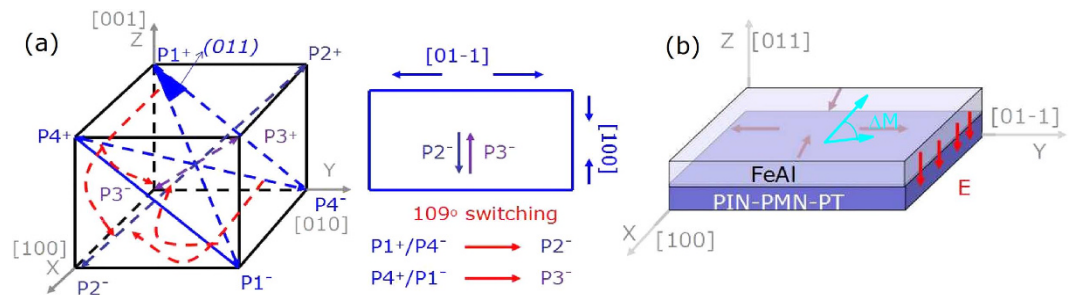 (a)
[001]
Z
P1⁺
(011)
P2⁺
P4⁺
P3⁺
P3⁻
Y
P4⁻
[010]
[100]
X
P2⁻
P1⁻
[01-1]
P2⁻ P3⁻
[100]
109° switching
P1⁺/P4⁻ → P2⁻
P4⁺/P1⁻ → P3⁻
(b)
Z [011]
ΔM
[01-1]
Y
FeAl
E
PIN-PMN-PT
X [100]